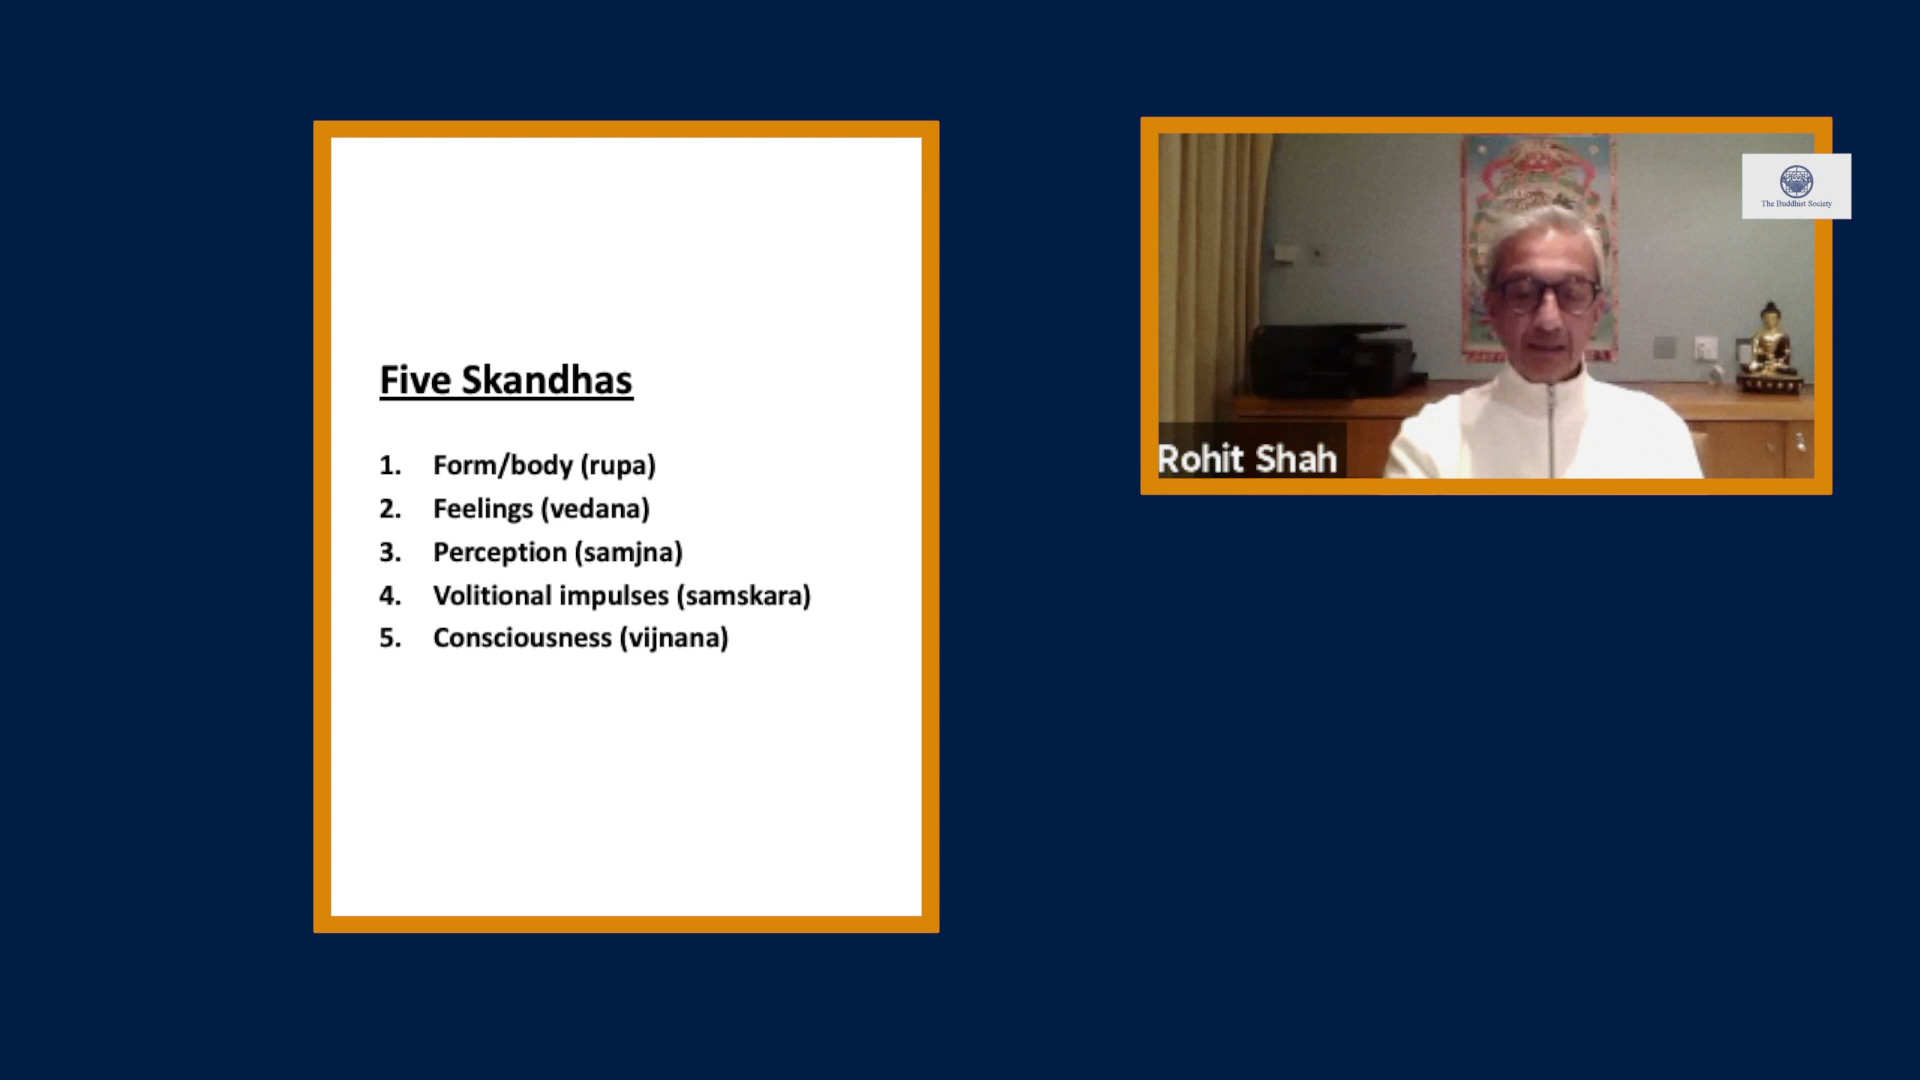 Five Skandhas
1. Form/body (rupa)
2. Feelings (vedana)
3. Perception (samjna)
4. Volitional impulses (samskara)
5. Consciousness (vijnana)
The Buddhist Society
Rohit Shah